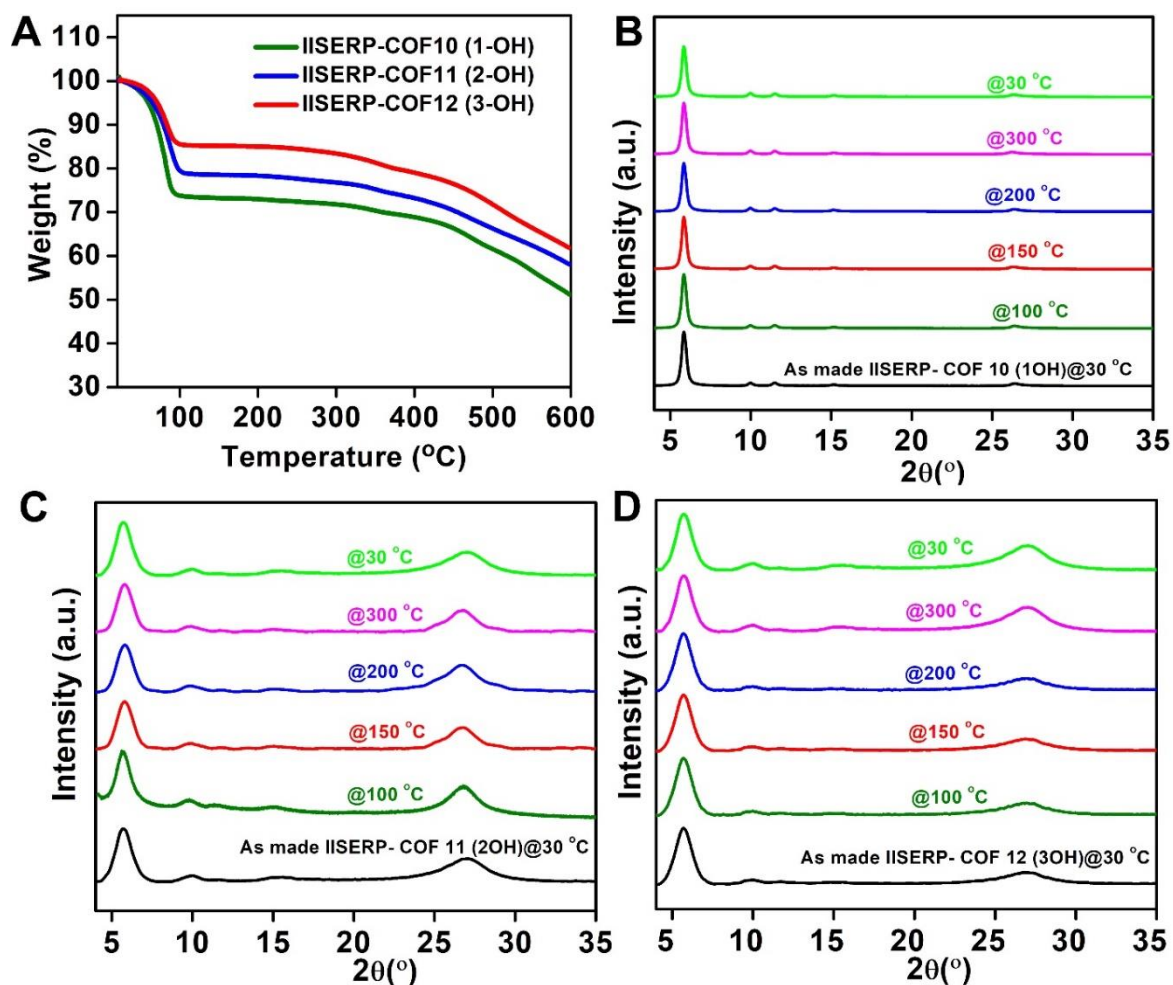 A
IISERP-COF10 (1-OH)
IISERP-COF11 (2-OH)
IISERP-COF12 (3-OH)
110
100
90
80
70
60
50
40
30
Weight (%)
100 200 300 400 500 600
Temperature (°C)
B
@30 °C
@300 °C
@200 °C
@150 °C
@100 °C
As made IISERP- COF 10 (1OH)@30 °C
Intensity (a.u.)
5 10 15 20 25 30 35
2θ(°)
C
@30 °C
@300 °C
@200 °C
@150 °C
@100 °C
As made IISERP- COF 11 (2OH)@30 °C
Intensity (a.u.)
5 10 15 20 25 30 35
2θ(°)
D
@30 °C
@300 °C
@200 °C
@150 °C
@100 °C
As made IISERP- COF 12 (3OH)@30 °C
Intensity (a.u.)
5 10 15 20 25 30 35
2θ(°)